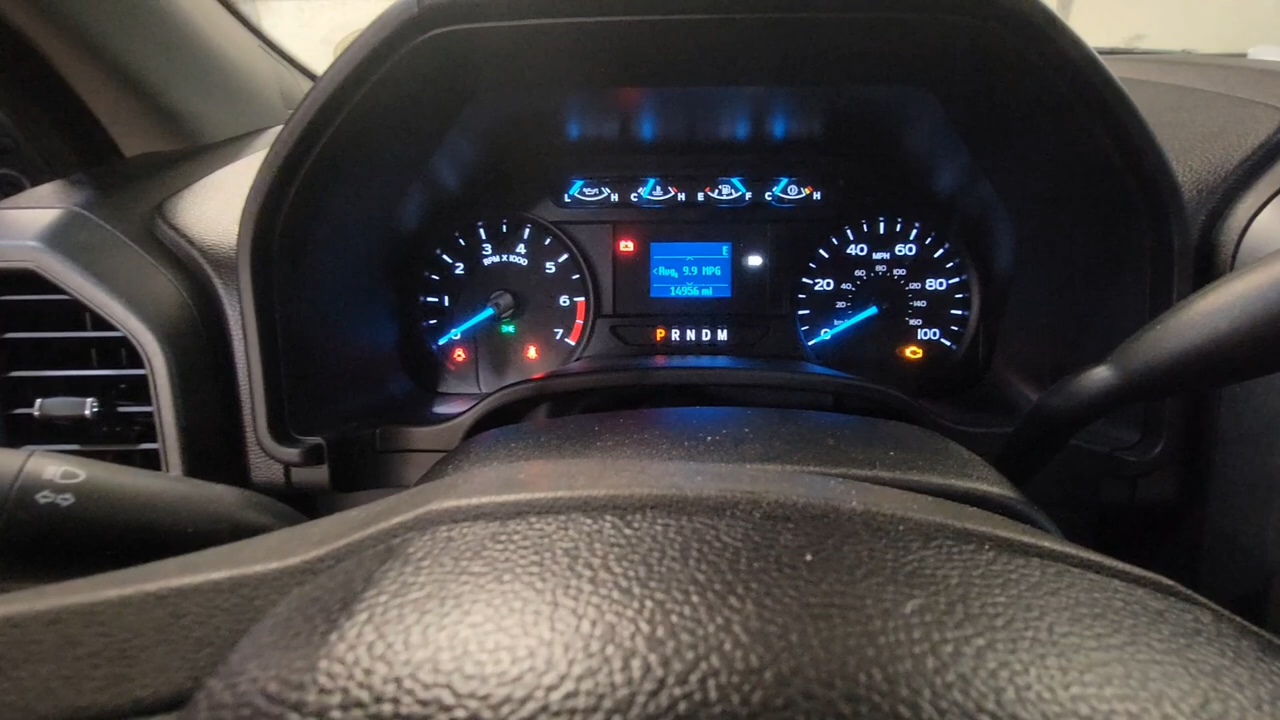 L H C H E F C H
E
<Avg, 9.9 MPG
14956 mi
P R N D M
0 1 2 3 4 5 6 7
RPM X 1000
0 20 40 60 80 100
MPH
20 40 60 80 100 120 140 160